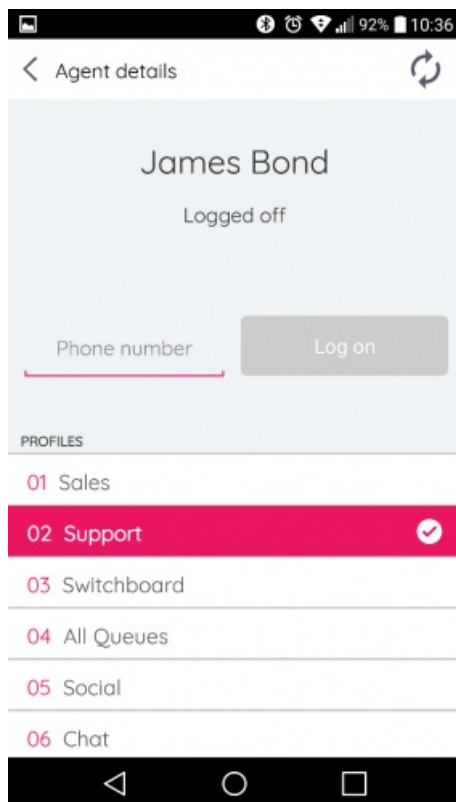 92% 10:36
Agent details
James Bond
Logged off
Phone number Log on
PROFILES
01 Sales
02 Support
03 Switchboard
04 All Queues
05 Social
06 Chat